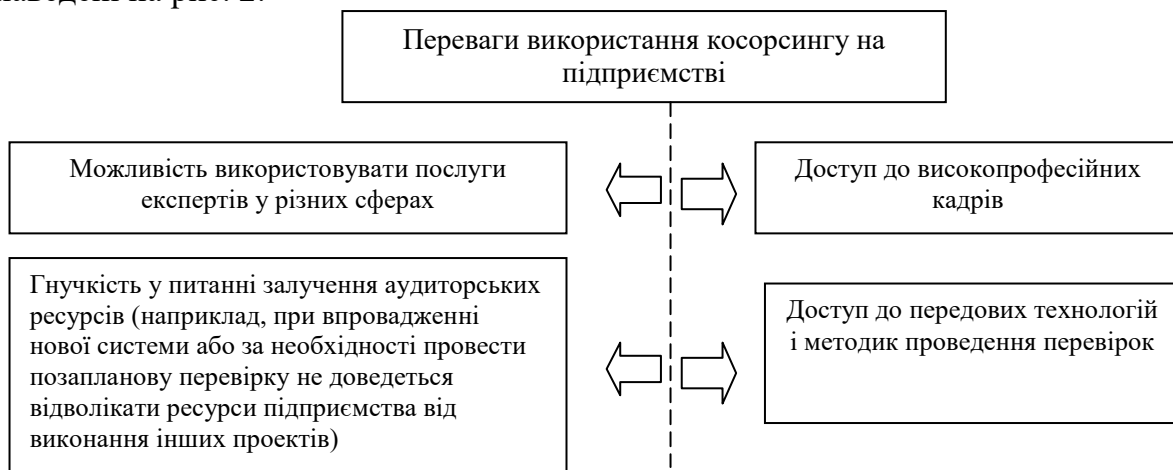 наведені на рис. 2.
Переваги використання косорсингу на
підприємстві
Можливість використовувати послуги
експертів у різних сферах
Доступ до високопрофесійних
кадрів
Гнучкість у питанні залучення аудиторських
ресурсів (наприклад, при впровадженні
нової системи або за необхідності провести
позапланову перевірку не доведеться
відволікати ресурси підприємства від
виконання інших проектів)
Доступ до передових технологій
і методик проведення перевірок